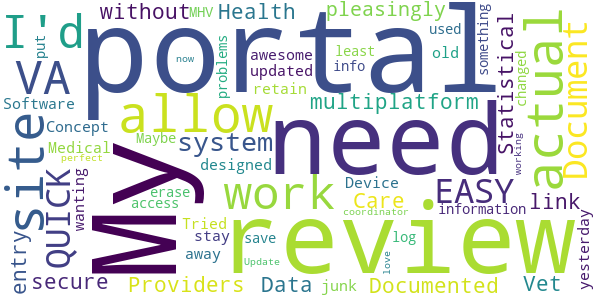 portal
need
review
My
I'd
VA
allow
actual
site
QUICK
work
EASY
system
Document
Statistical
multiplatform
pleasingly
Health
without
MHV
put
Software
Concept
Medical
Maybe
perfect
wanting
entry
secure
Providers
Data
junk
Documented
Vet
yesterday
link
information
Care
Device
designed
erase
access
Tried
stay
away
save
Update
log
love
coordinator
working
changed
something
used
old
least
info
awesome
updated
retain
problems
now